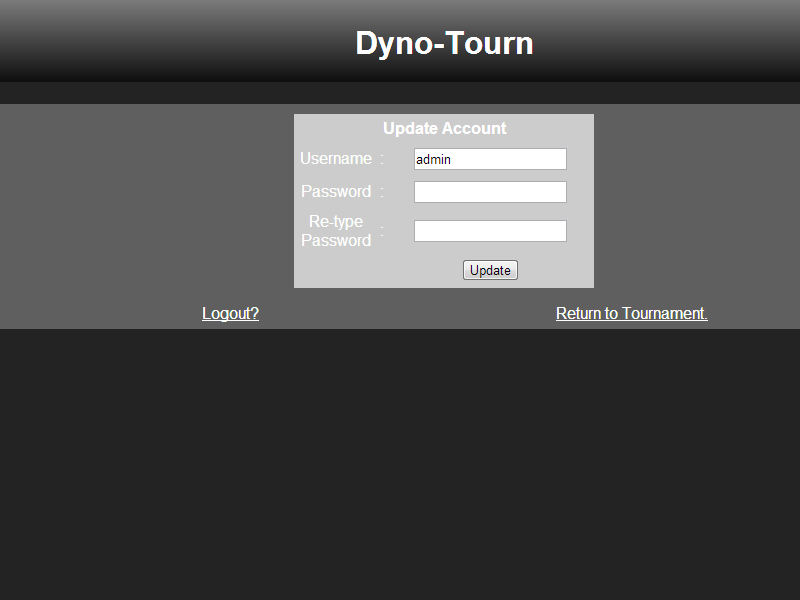 Dyno-Tourn
Update Account
Username :
admin
Password :
Re-type
Password :
Update
Logout?
Return to Tournament.